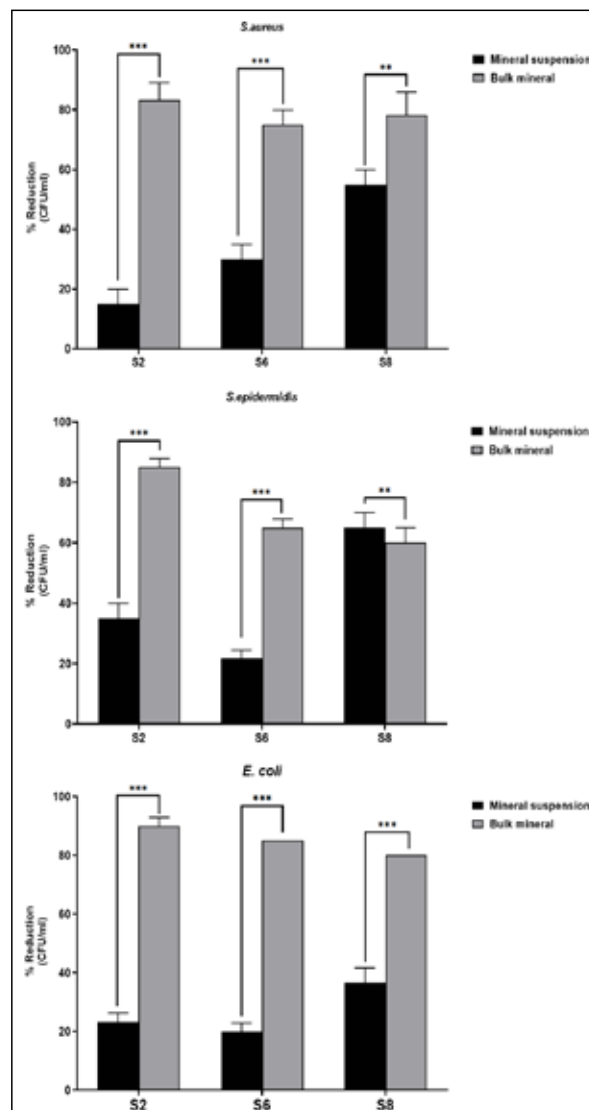 S.aureus
*** *** **
Mineral suspension
Bulk mineral
100
80
60
40
20
0
% Reduction
(CFU/ml)
S2 S6 S8
S.epidermidis
*** *** **
Mineral suspension
Bulk mineral
100
80
60
40
20
0
% Reduction
(CFU/ml)
S2 S6 S8
E. coli
*** *** ***
Mineral suspension
Bulk mineral
100
80
60
40
20
0
% Reduction
(CFU/ml)
S2 S6 S8